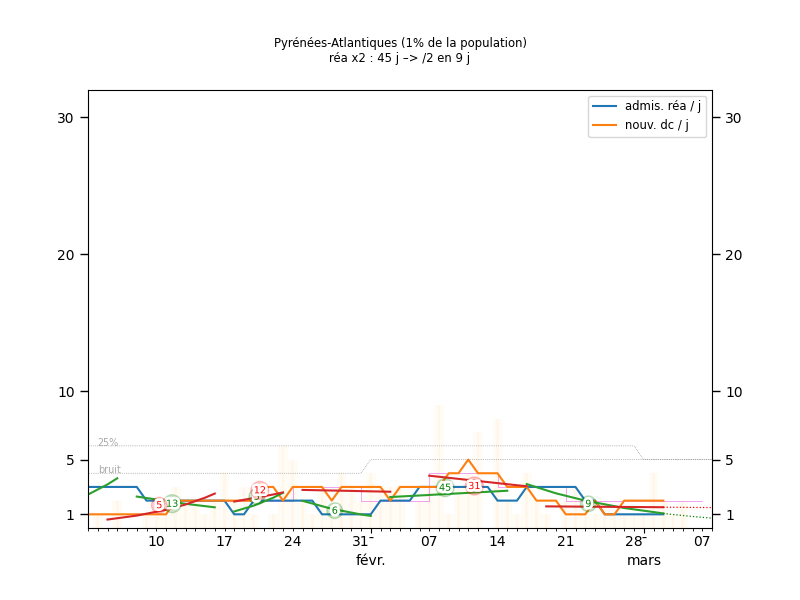 Pyrénées-Atlantiques (1% de la population)
réa x2 : 45 j –> /2 en 9 j
admis. réa / j
nouv. dc / j
30 30
20 20
10 10
25%
5 5
bruit
12
45 31
5 13 9
6
1 1
10 17 24 31 07 14 21 28 07
févr. mars